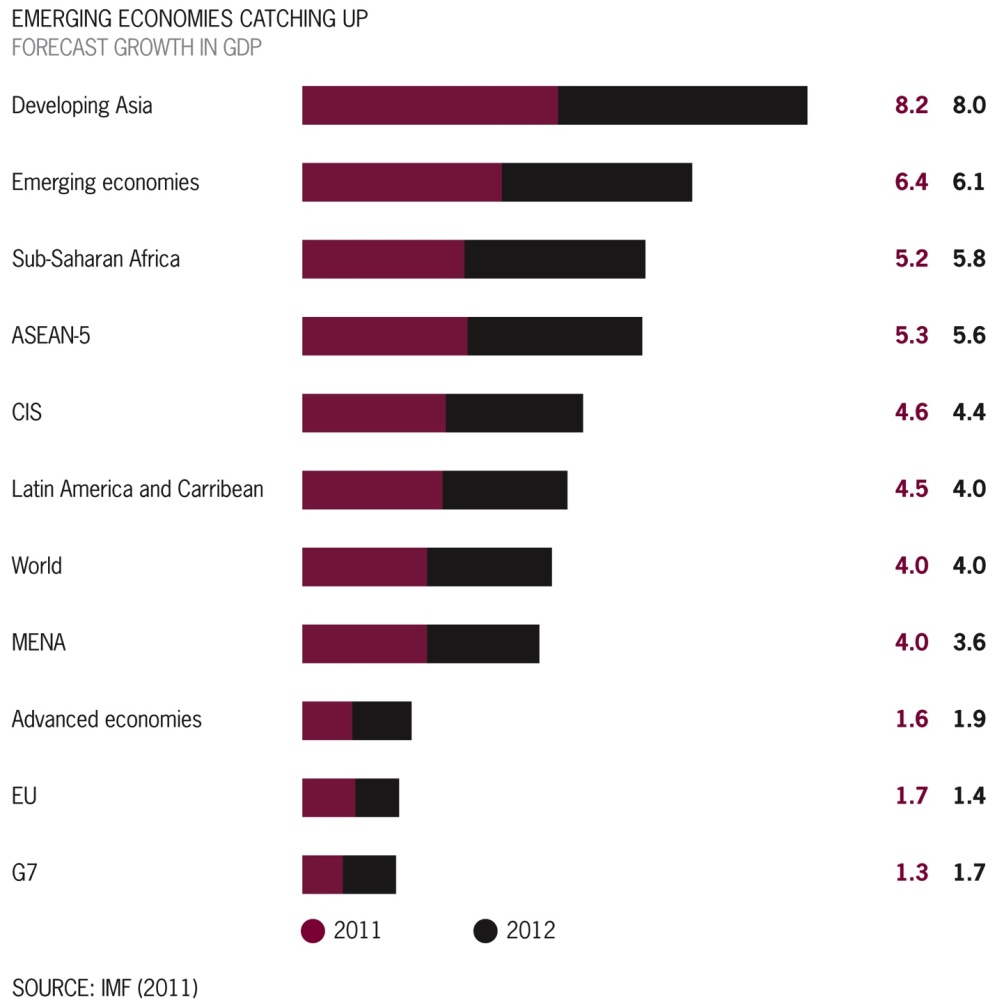 EMERGING ECONOMIES CATCHING UP
FORECAST GROWTH IN GDP
Developing Asia 8.2 8.0
Emerging economies 6.4 6.1
Sub-Saharan Africa 5.2 5.8
ASEAN-5 5.3 5.6
CIS 4.6 4.4
Latin America and Carribean 4.5 4.0
World 4.0 4.0
MENA 4.0 3.6
Advanced economies 1.6 1.9
EU 1.7 1.4
G7 1.3 1.7
2011 2012
SOURCE: IMF (2011)